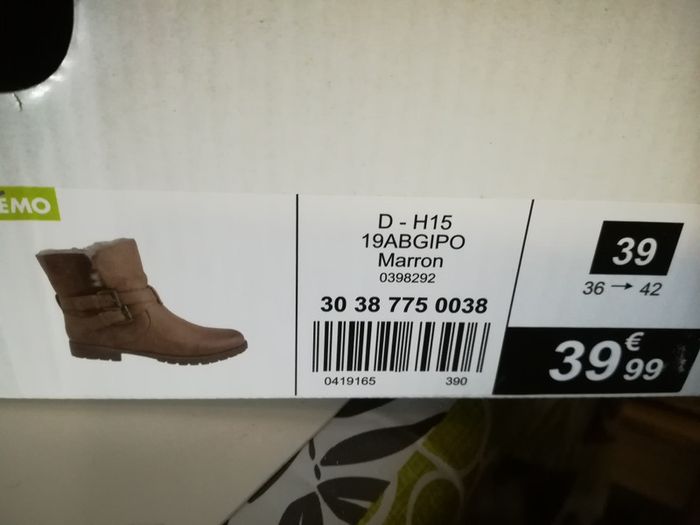 ÉMO
D - H15
19ABGIPO
Marron
0398292
30 38 775 0038
0419165 390
39
36 → 42
39€99